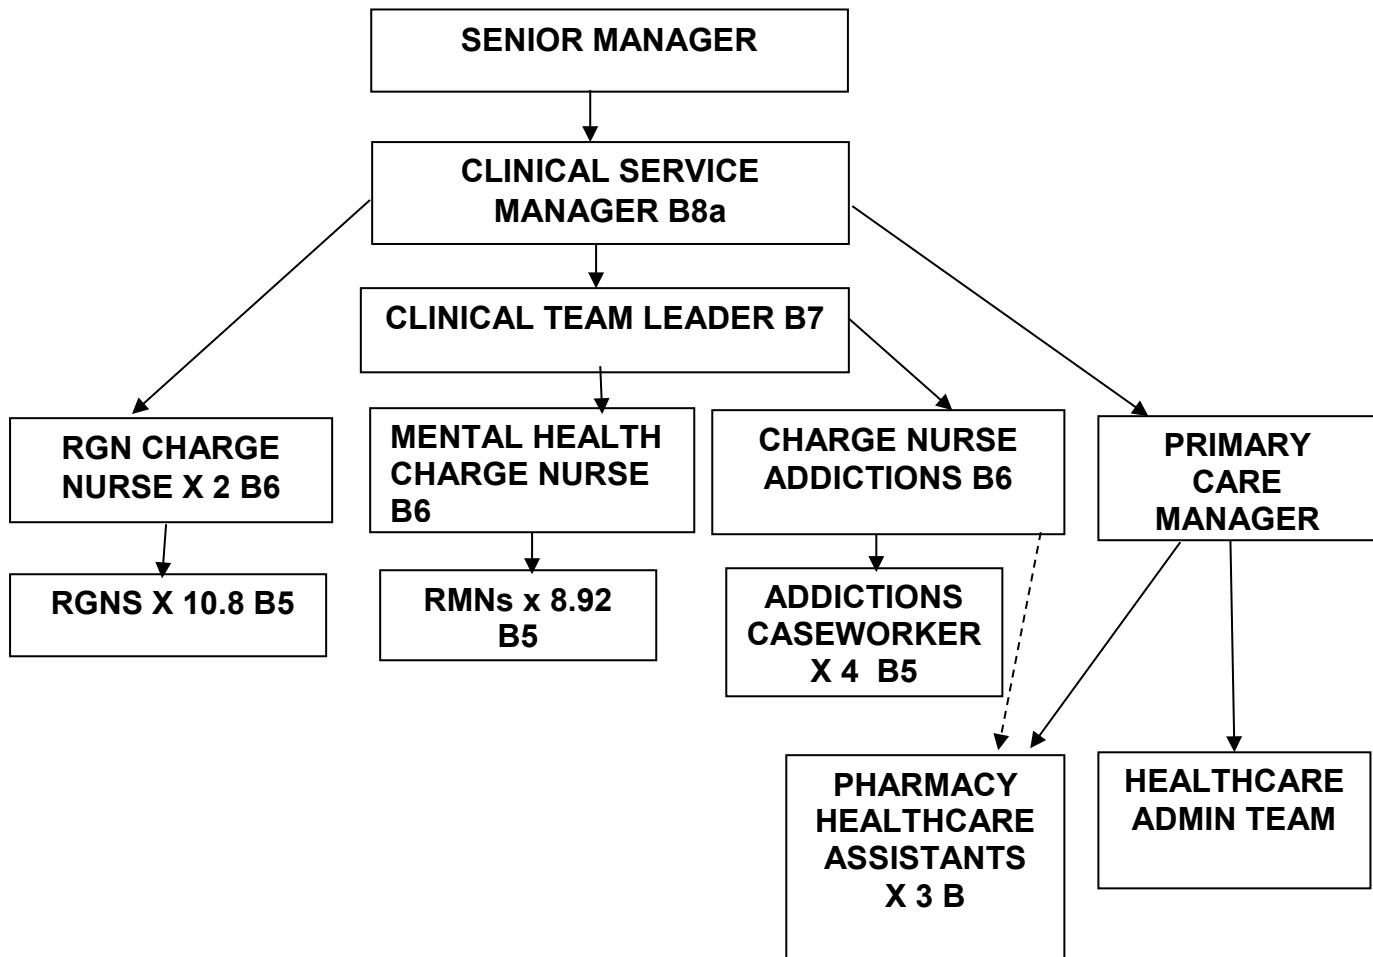 SENIOR MANAGER
CLINICAL SERVICE
MANAGER B8a
CLINICAL TEAM LEADER B7
RGN CHARGE
NURSE X 2 B6
MENTAL HEALTH
CHARGE NURSE
B6
CHARGE NURSE
ADDICTIONS B6
PRIMARY
CARE
MANAGER
RGNS X 10.8 B5
RMNs x 8.92
B5
ADDICTIONS
CASEWORKER
X 4 B5
PHARMACY
HEALTHCARE
ASSISTANTS
X 3 B
HEALTHCARE
ADMIN TEAM